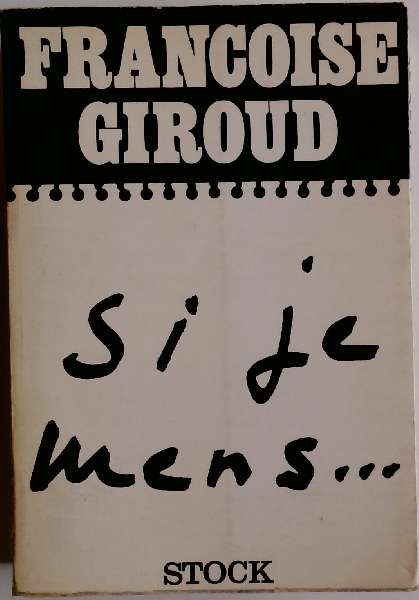 FRANCOISE
GIROUD
Si je
mens...
STOCK